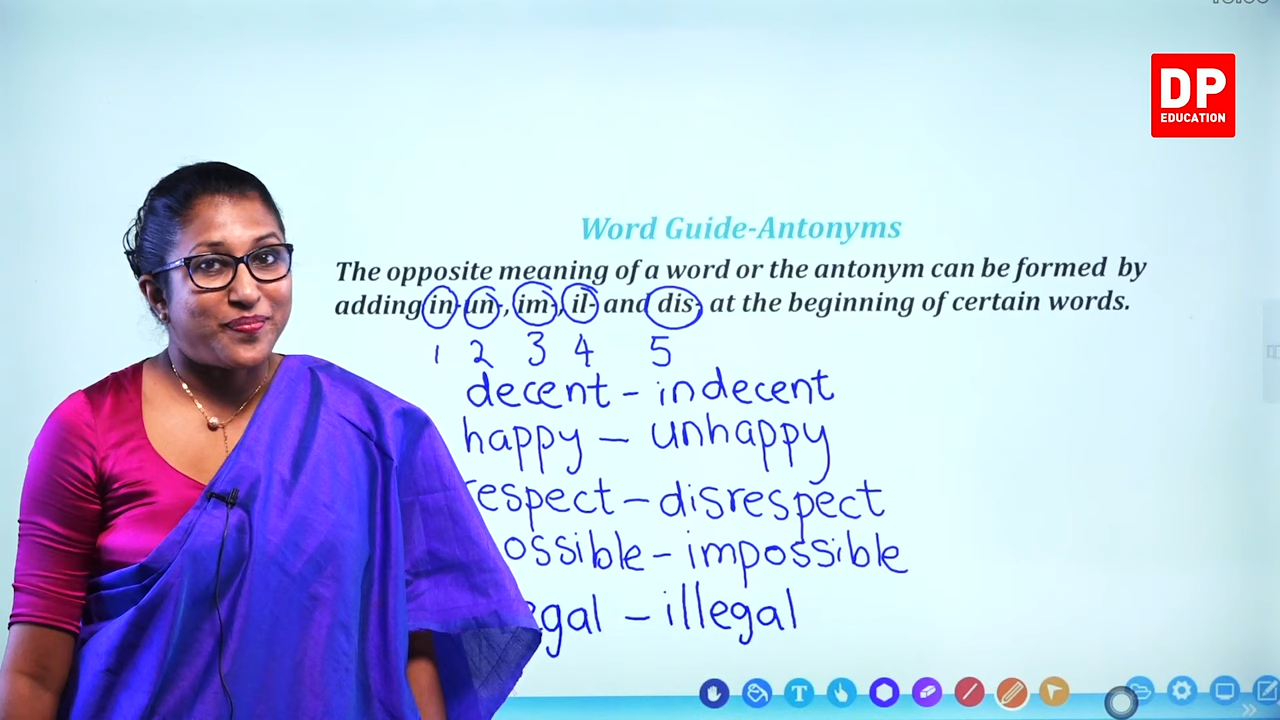 DP
EDUCATION
Word Guide-Antonyms
The opposite meaning of a word or the antonym can be formed by
adding in-, un-, im-, il- and dis-, at the beginning of certain words.
1 2 3 4 5
decent - indecent
happy - unhappy
respect - disrespect
ossible - impossible
egal - illegal
T